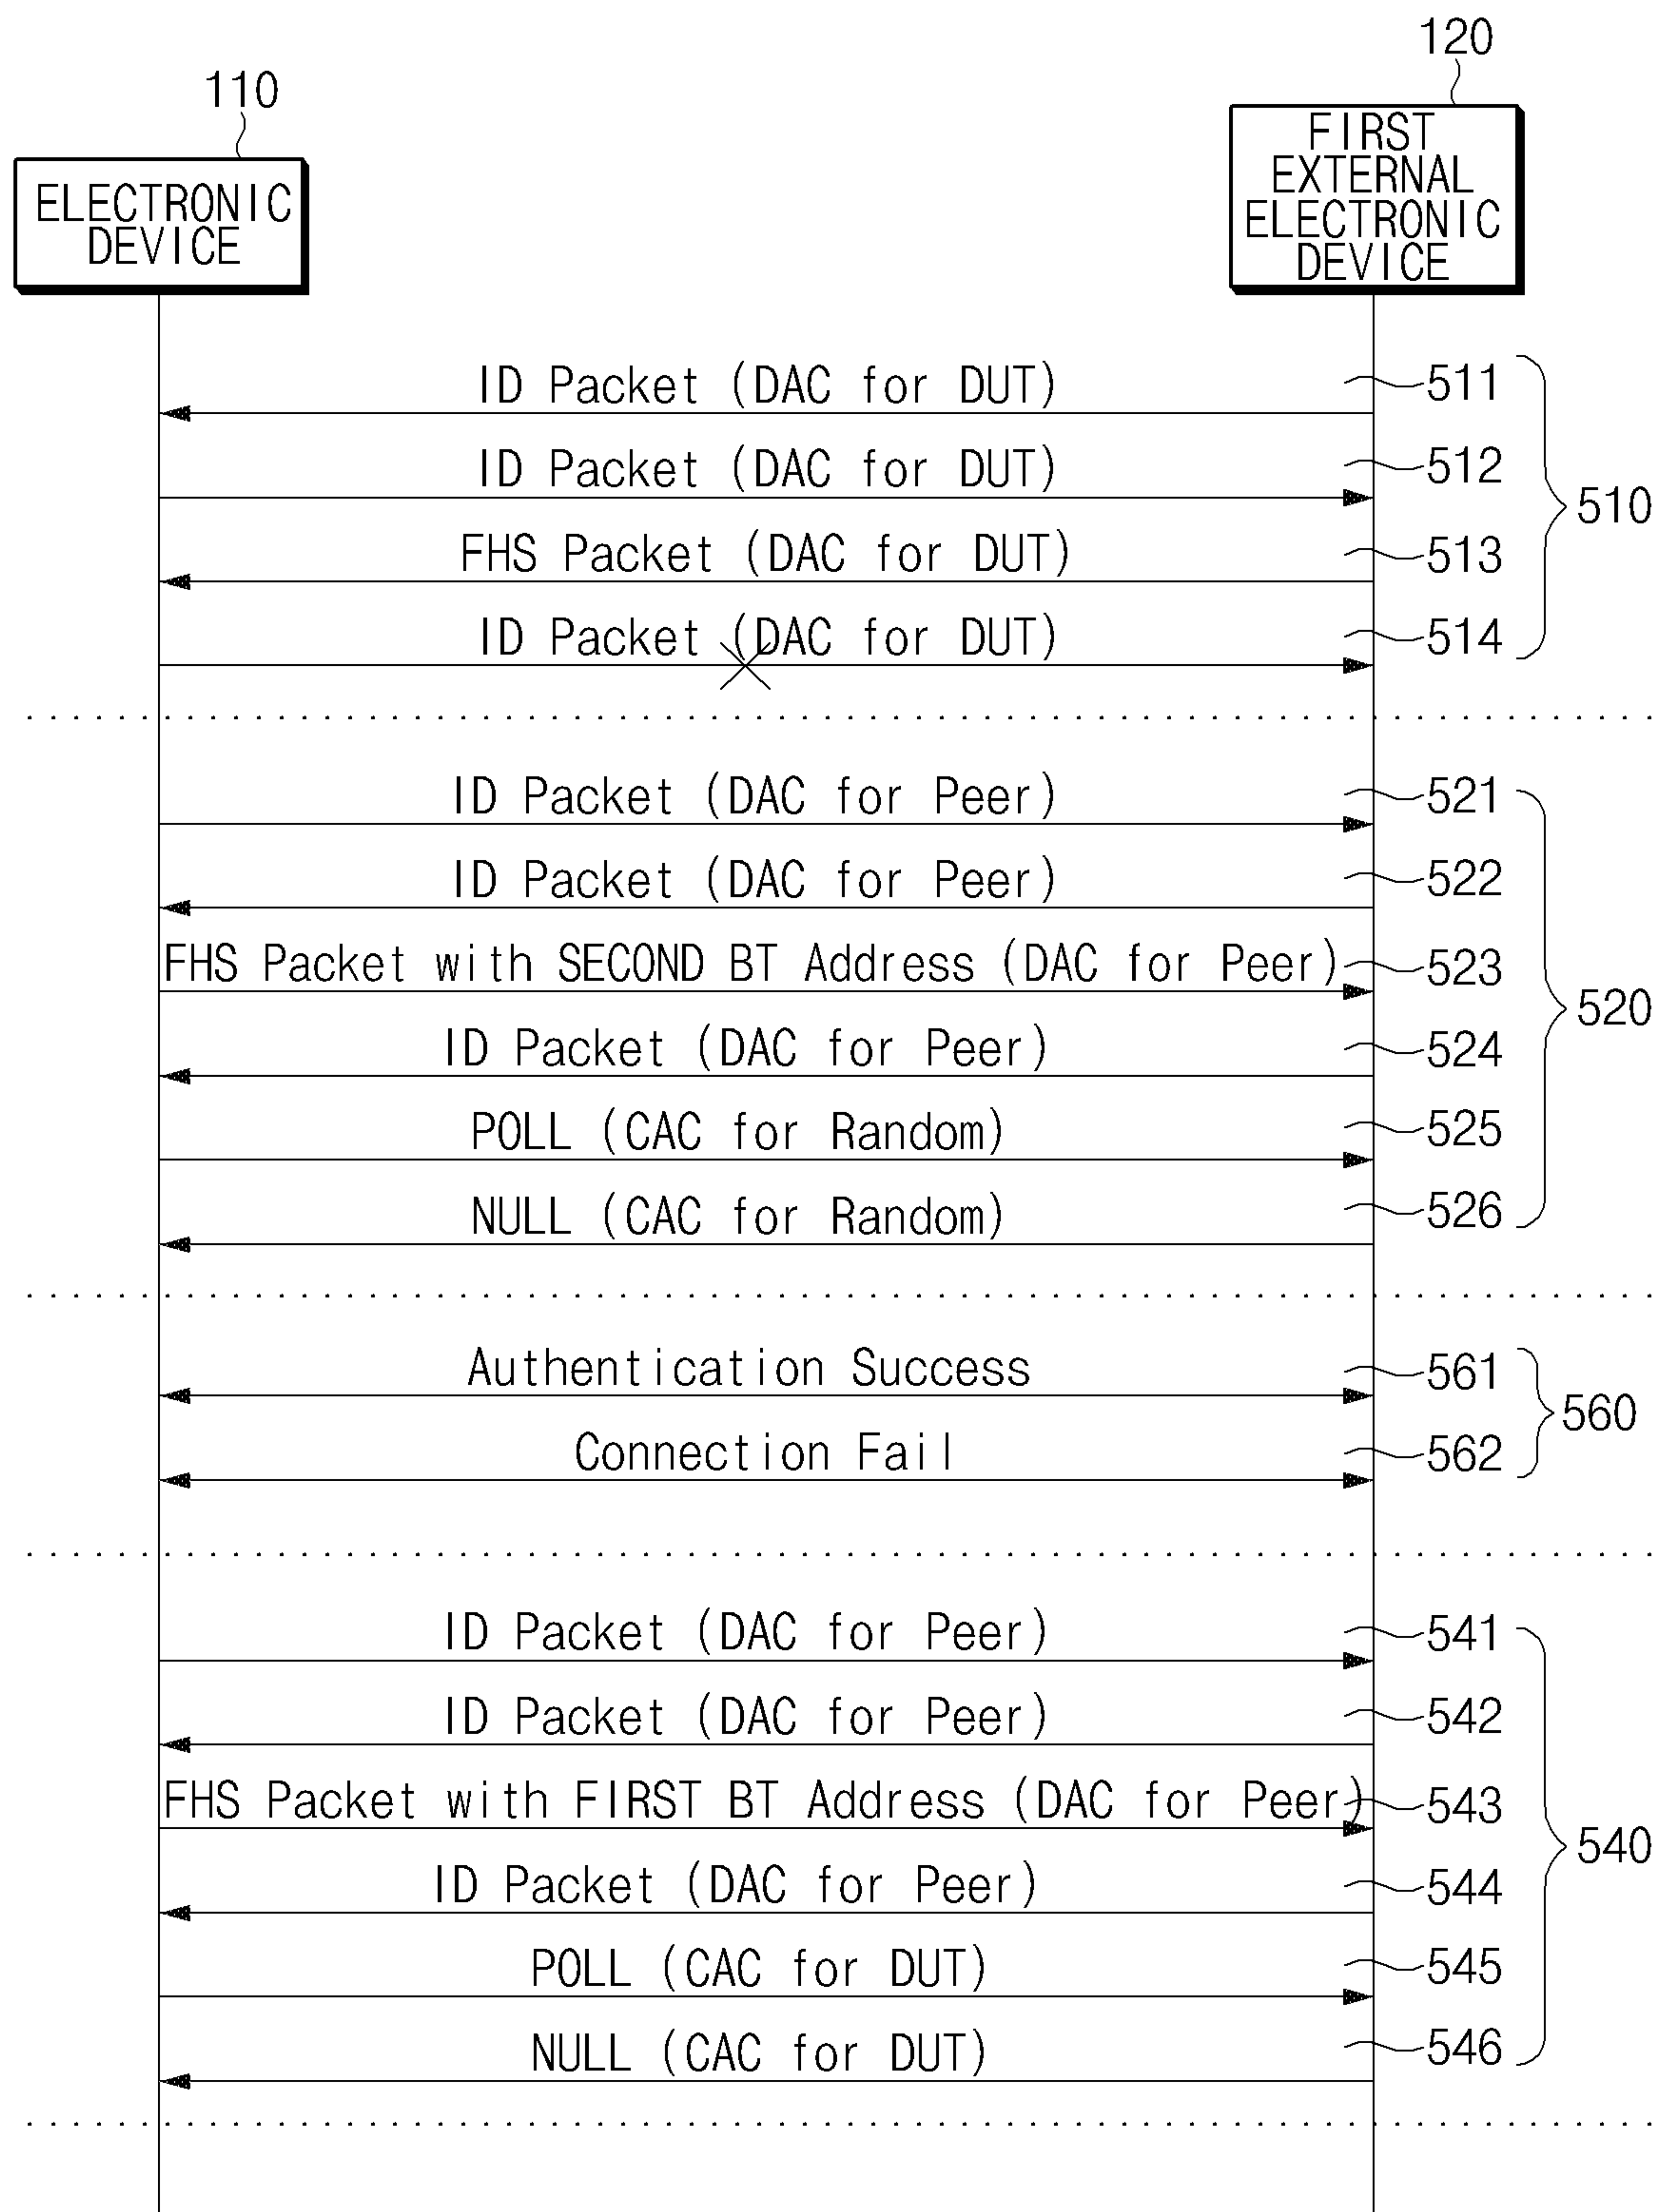 110
ELECTRONIC
DEVICE
120
FIRST
EXTERNAL
ELECTRONIC
DEVICE
ID Packet (DAC for DUT) 511
ID Packet (DAC for DUT) 512
510
FHS Packet (DAC for DUT) 513
ID Packet (DAC for DUT) 514
ID Packet (DAC for Peer) 521
ID Packet (DAC for Peer) 522
FHS Packet with SECOND BT Address (DAC for Peer) 523
520
ID Packet (DAC for Peer) 524
POLL (CAC for Random) 525
NULL (CAC for Random) 526
Authentication Success 561
560
Connection Fail 562
ID Packet (DAC for Peer) 541
ID Packet (DAC for Peer) 542
FHS Packet with FIRST BT Address (DAC for Peer) 543
540
ID Packet (DAC for Peer) 544
POLL (CAC for DUT) 545
NULL (CAC for DUT) 546